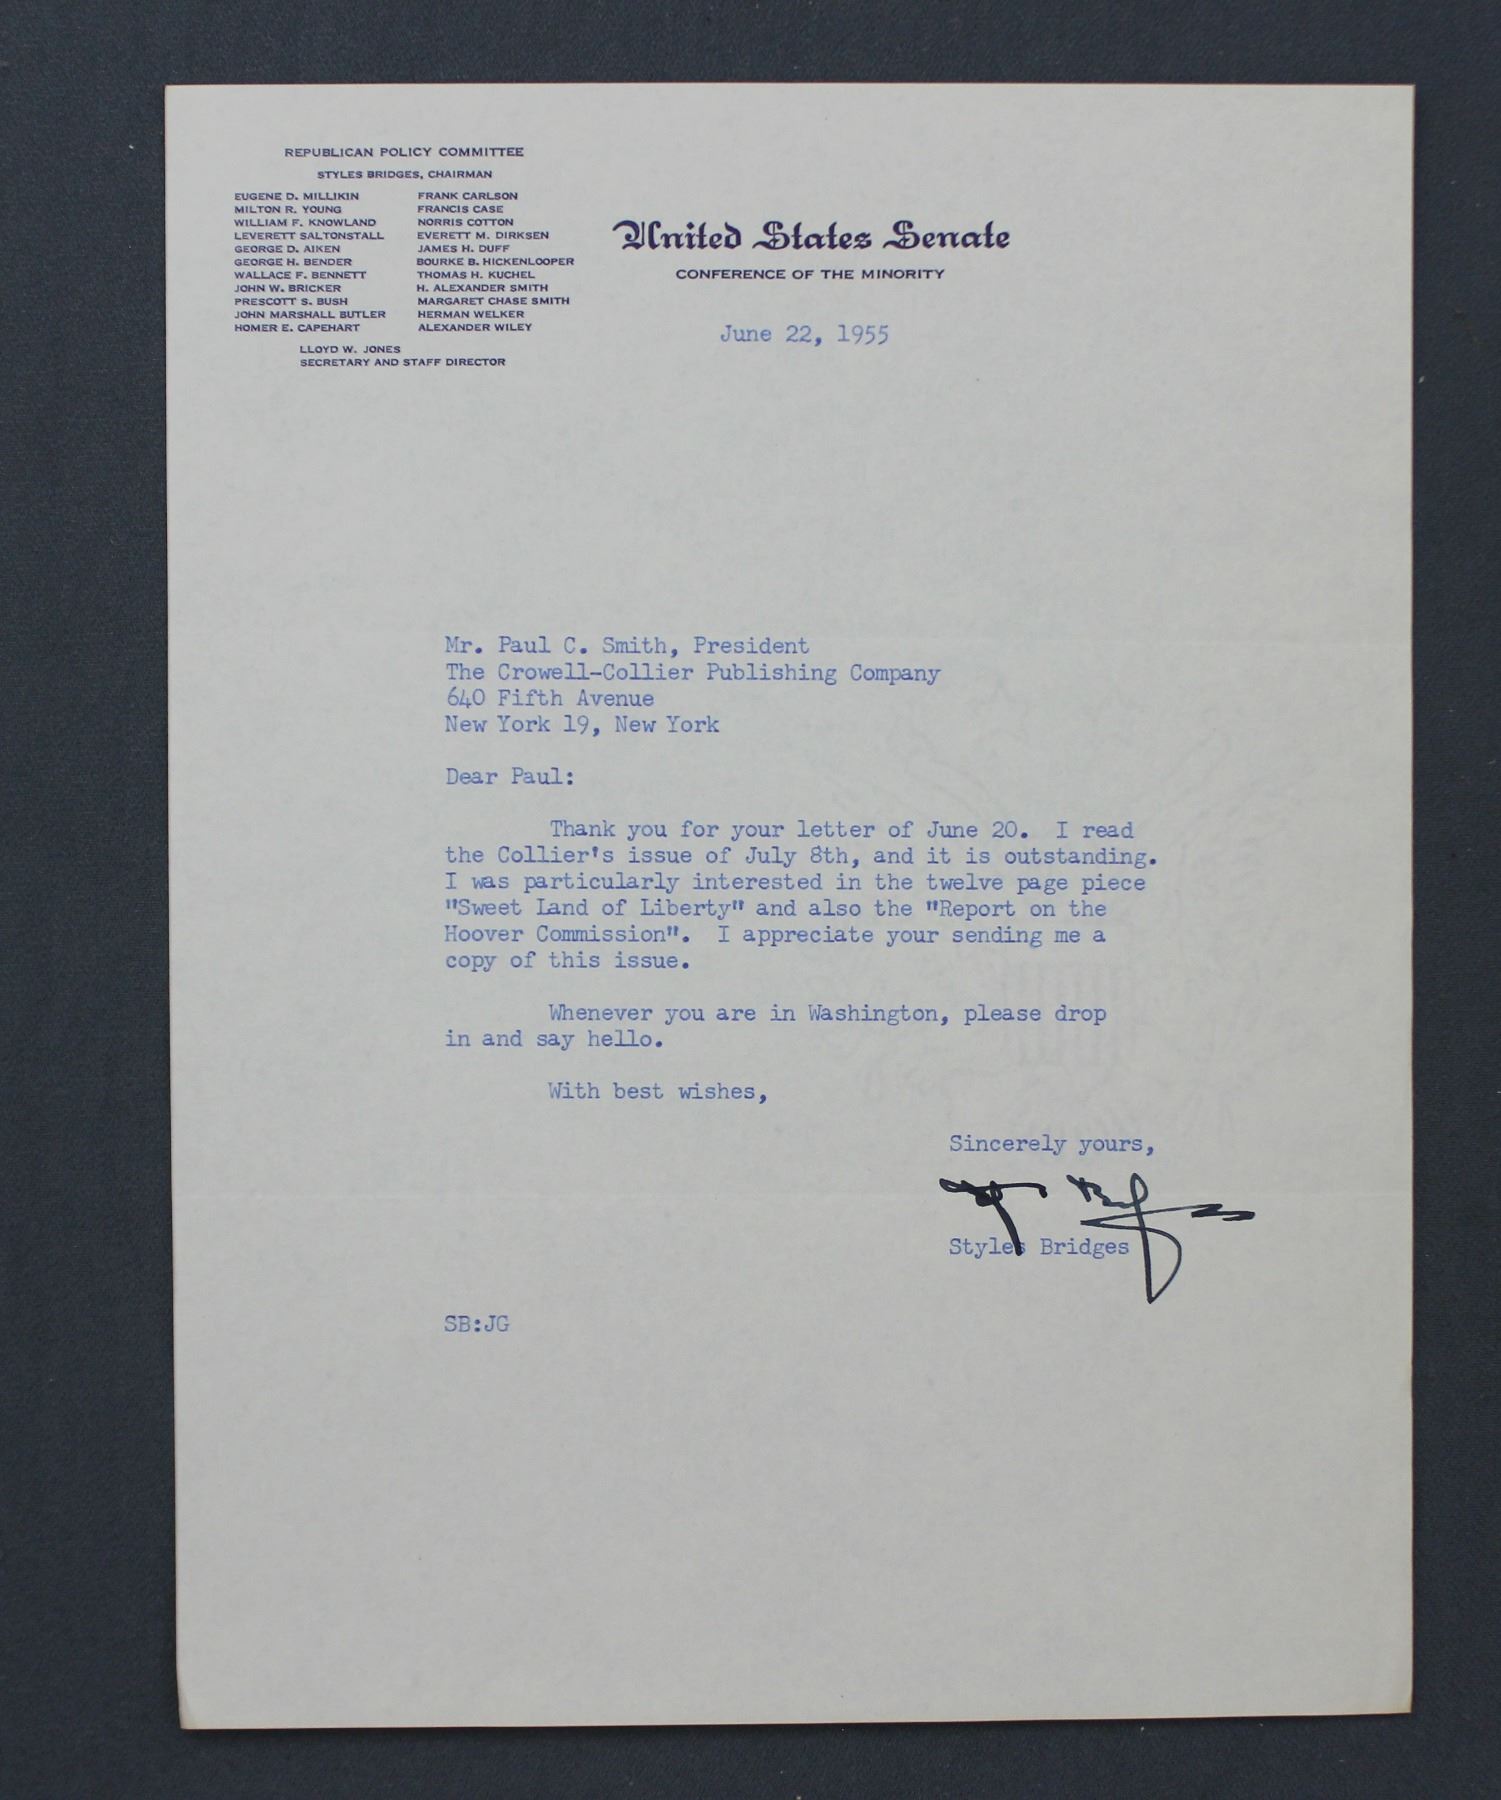 REPUBLICAN POLICY COMMITTEE
STYLES BRIDGES, CHAIRMAN
EUGENE D. MILLIKIN
MILTON R. YOUNG
WILLIAM F. KNOWLAND
LEVERETT SALTONSTALL
GEORGE D. AIKEN
GEORGE H. BENDER
WALLACE F. BENNETT
JOHN W. BRICKER
PRESCOTT S. BUSH
JOHN MARSHALL BUTLER
HOMER E. CAPEHART
FRANK CARLSON
FRANCIS CASE
NORRIS COTTON
EVERETT M. DIRKSEN
JAMES H. DUFF
BOURKE B. HICKENLOOPER
THOMAS H. KUCHEL
H. ALEXANDER SMITH
MARGARET CHASE SMITH
HERMAN WELKER
ALEXANDER WILEY
LLOYD W. JONES
SECRETARY AND STAFF DIRECTOR
United States Senate
CONFERENCE OF THE MINORITY
June 22, 1955
Mr. Paul C. Smith, President
The Crowell-Collier Publishing Company
640 Fifth Avenue
New York 19, New York
Dear Paul:
Thank you for your letter of June 20. I read
the Collier's issue of July 8th, and it is outstanding.
I was particularly interested in the twelve page piece
"Sweet Land of Liberty" and also the "Report on the
Hoover Commission". I appreciate your sending me a
copy of this issue.
Whenever you are in Washington, please drop
in and say hello.
With best wishes,
Sincerely yours,
Styles Bridges
SB:JG